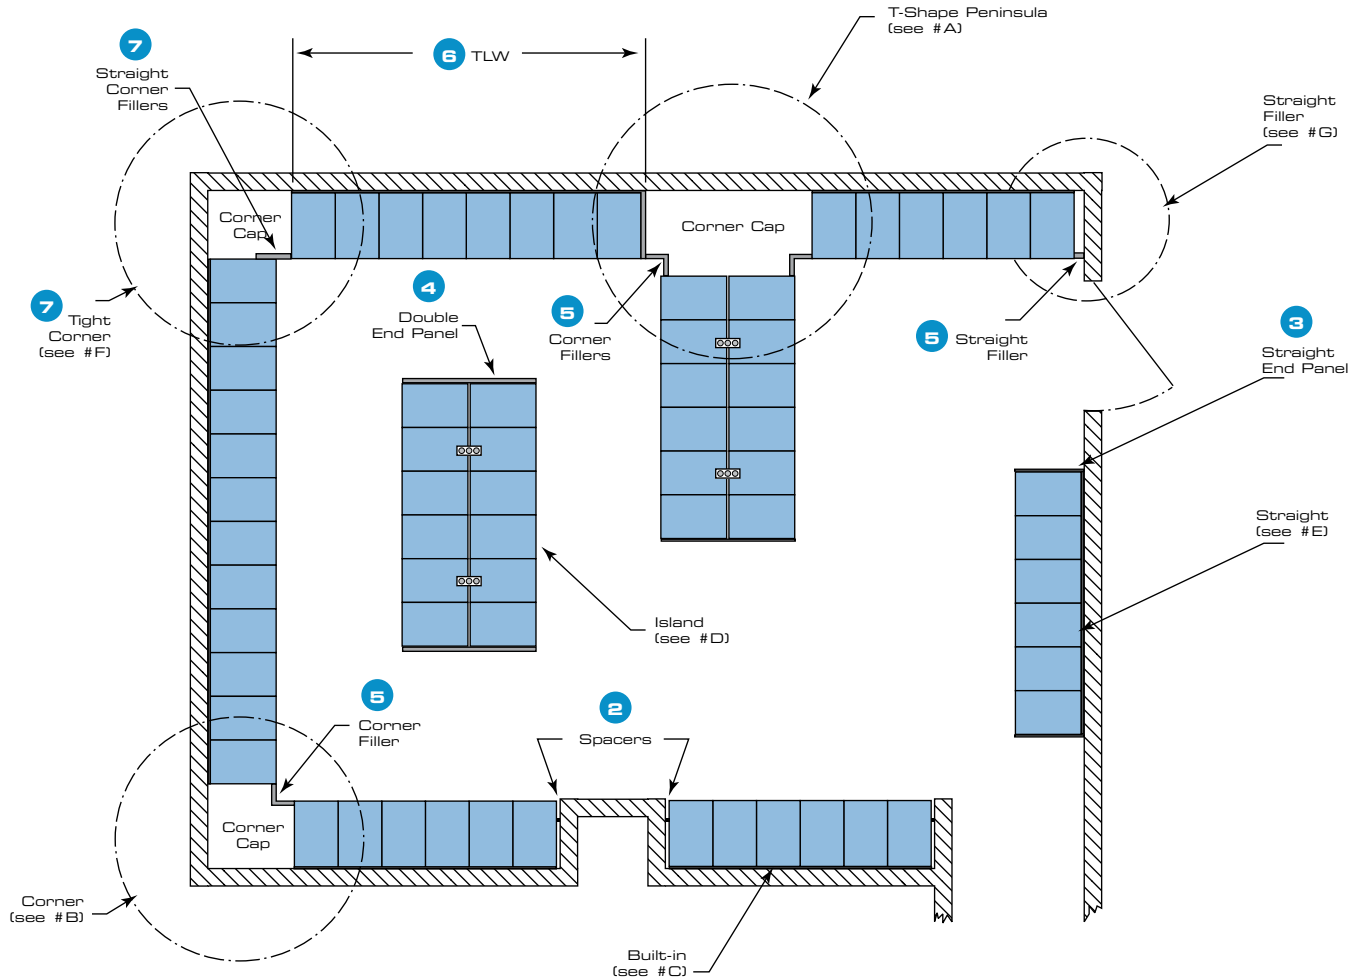 T-Shape Peninsula
(see #A)
7
Straight
Corner
Fillers
6 TLW
Straight
Filler
(see #G)
Corner
Cap
Corner Cap
7 Tight
Corner
(see #F)
4
Double
End Panel
5
Corner
Fillers
5 Straight
Filler
3
Straight
End Panel
Straight
(see #E)
Island
(see #D)
5
Corner
Filler
2
Spacers
Corner
Cap
Corner
(see #B)
Built-in
(see #C)